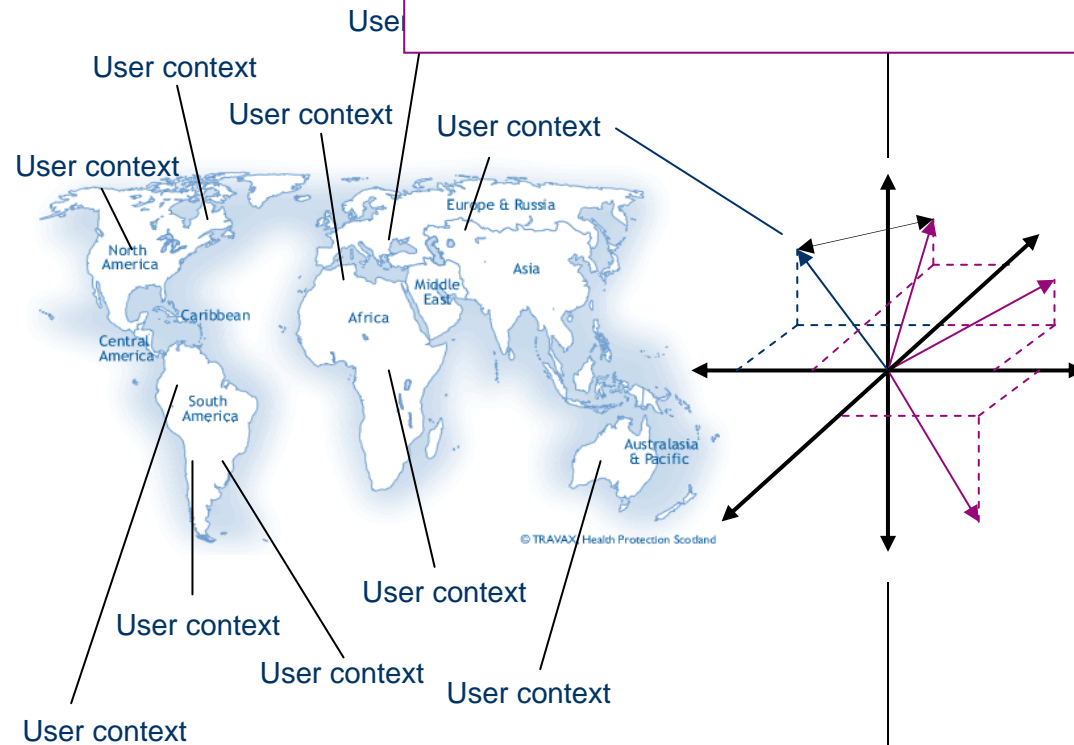 User
User context
User context
User context
User context
Europe & Russia
North
America
Asia
Middle
East
Caribbean
Africa
Central
America
South
America
Australasia
& Pacific
© TRAVAX, Health Protection Scotland
User context
User context
User context
User context
User context